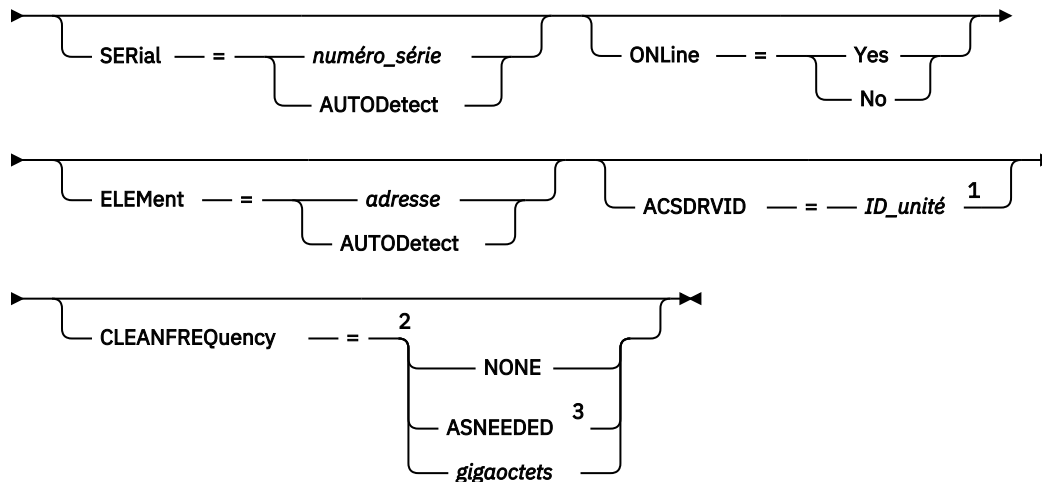 SERial = numéro_série
AUTODetect
ONLine = Yes
No
ELEMent = adresse
AUTODetect
ACSDRVID = ID_unité 1
CLEANFREQuency = 2
NONE
ASNEEDED 3
gigaoctets